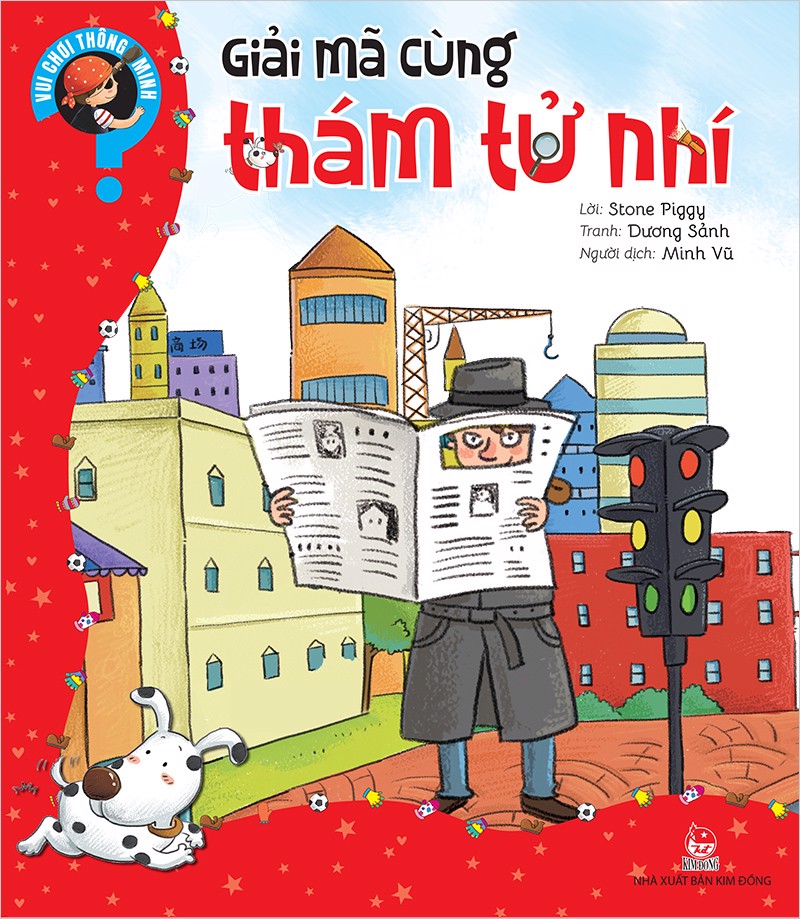 VUI CHƠI THÔNG MINH
Giải mã cùng
thám tử nhí
Lời: Stone Piggy
Tranh: Dương Sảnh
Người dịch: Minh Vũ
商场
KIM ĐỒNG
NHÀ XUẤT BẢN KIM ĐỒNG